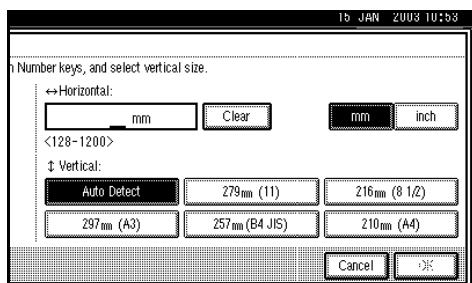 15 JAN 2003 10:53
n Number keys, and select vertical size.
↔Horizontal:
mm Clear mm inch
<128-1200>
↕ Vertical:
Auto Detect 279mm (11) 216mm (8 1/2)
297mm (A3) 257mm (B4 JIS) 210mm (A4)
Cancel OK